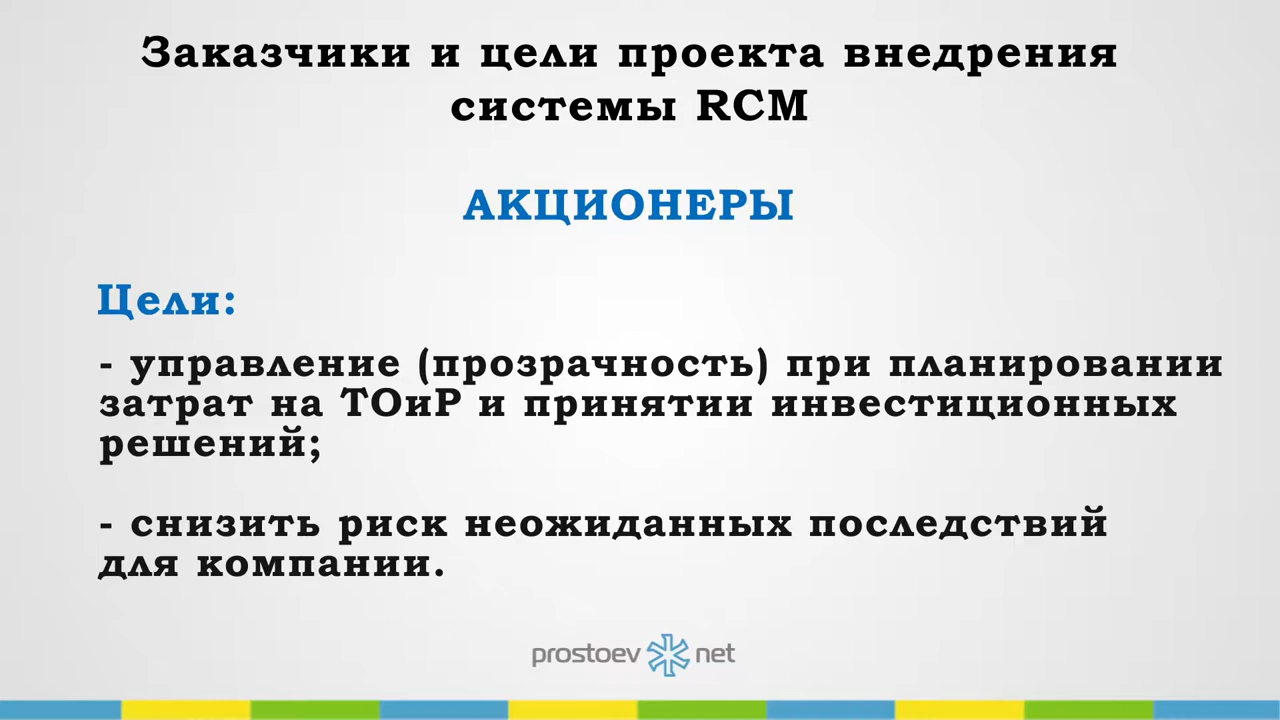 Заказчики и цели проекта внедрения
системы RCM
АКЦИОНЕРЫ
Цели:
- управление (прозрачность) при планировании
затрат на ТОиР и принятии инвестиционных
решений;
- снизить риск неожиданных последствий
для компании.
prostoev net